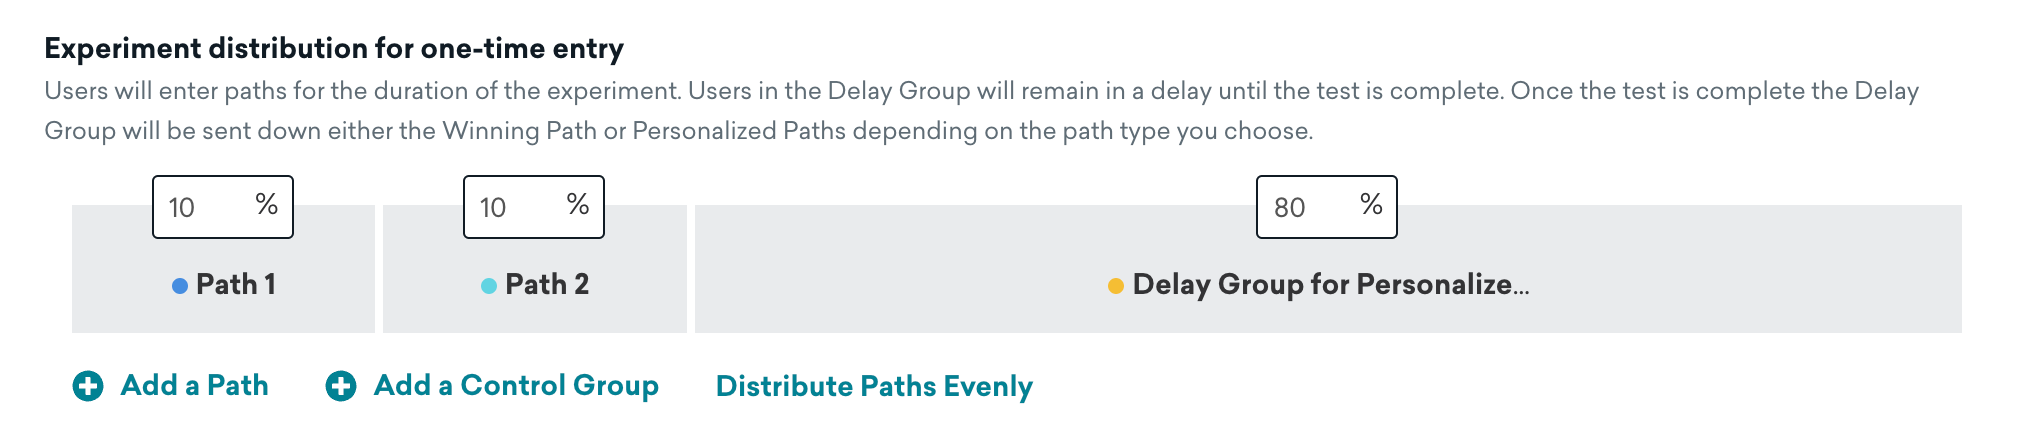 Experiment distribution for one-time entry
Users will enter paths for the duration of the experiment. Users in the Delay Group will remain in a delay until the test is complete. Once the test is complete the Delay
Group will be sent down either the Winning Path or Personalized Paths depending on the path type you choose.
10 % 10 % 80 %
Path 1 Path 2 Delay Group for Personalize...
Add a Path Add a Control Group Distribute Paths Evenly